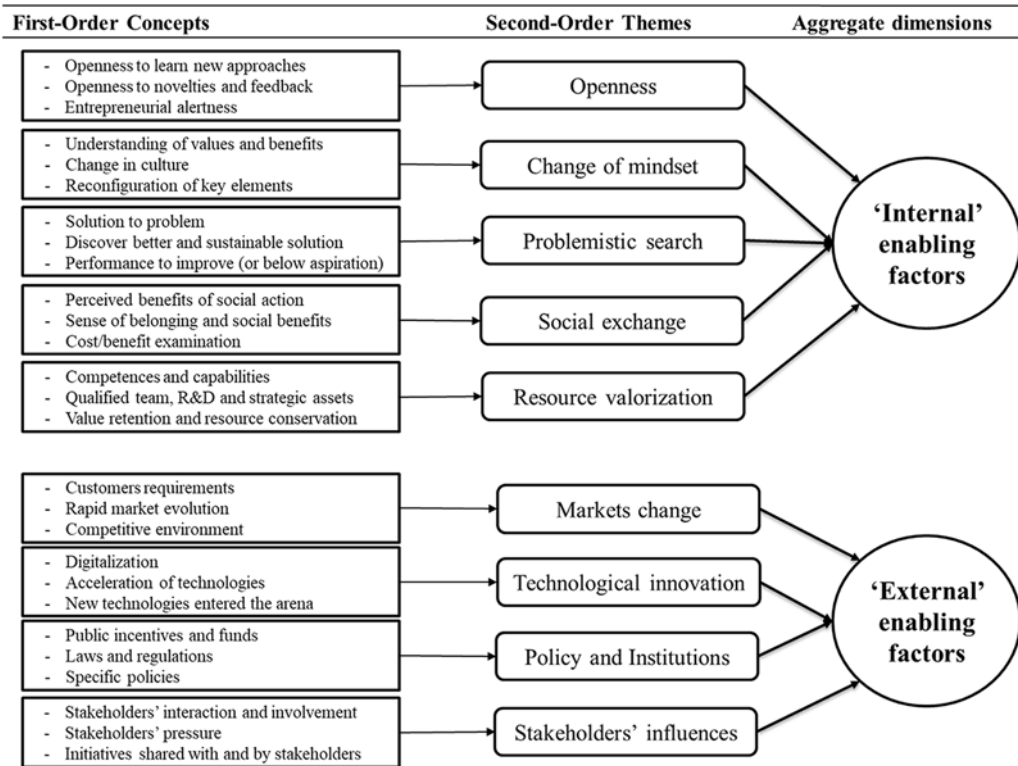 First-Order Concepts
Second-Order Themes
Aggregate dimensions
- Openness to learn new approaches
- Openness to novelties and feedback
- Entrepreneurial alertness
Openness
- Understanding of values and benefits
- Change in culture
- Reconfiguration of key elements
Change of mindset
- Solution to problem
- Discover better and sustainable solution
- Performance to improve (or below aspiration)
Problemistic search
- Perceived benefits of social action
- Sense of belonging and social benefits
- Cost/benefit examination
Social exchange
- Competences and capabilities
- Qualified team, R&D and strategic assets
- Value retention and resource conservation
Resource valorization
‘Internal’
enabling
factors
- Customers requirements
- Rapid market evolution
- Competitive environment
Markets change
- Digitalization
- Acceleration of technologies
- New technologies entered the arena
Technological innovation
- Public incentives and funds
- Laws and regulations
- Specific policies
Policy and Institutions
- Stakeholders’ interaction and involvement
- Stakeholders’ pressure
- Initiatives shared with and by stakeholders
Stakeholders’ influences
‘External’
enabling
factors